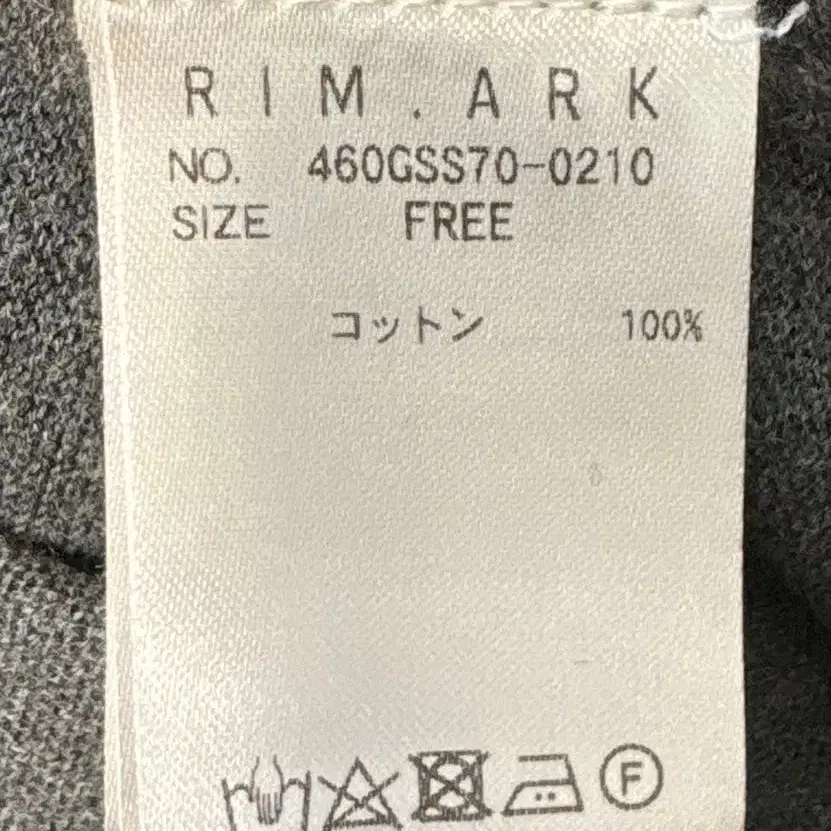 RIM.ARK
NO. 460GSS70-0210
SIZE FREE
コットン 100%
F